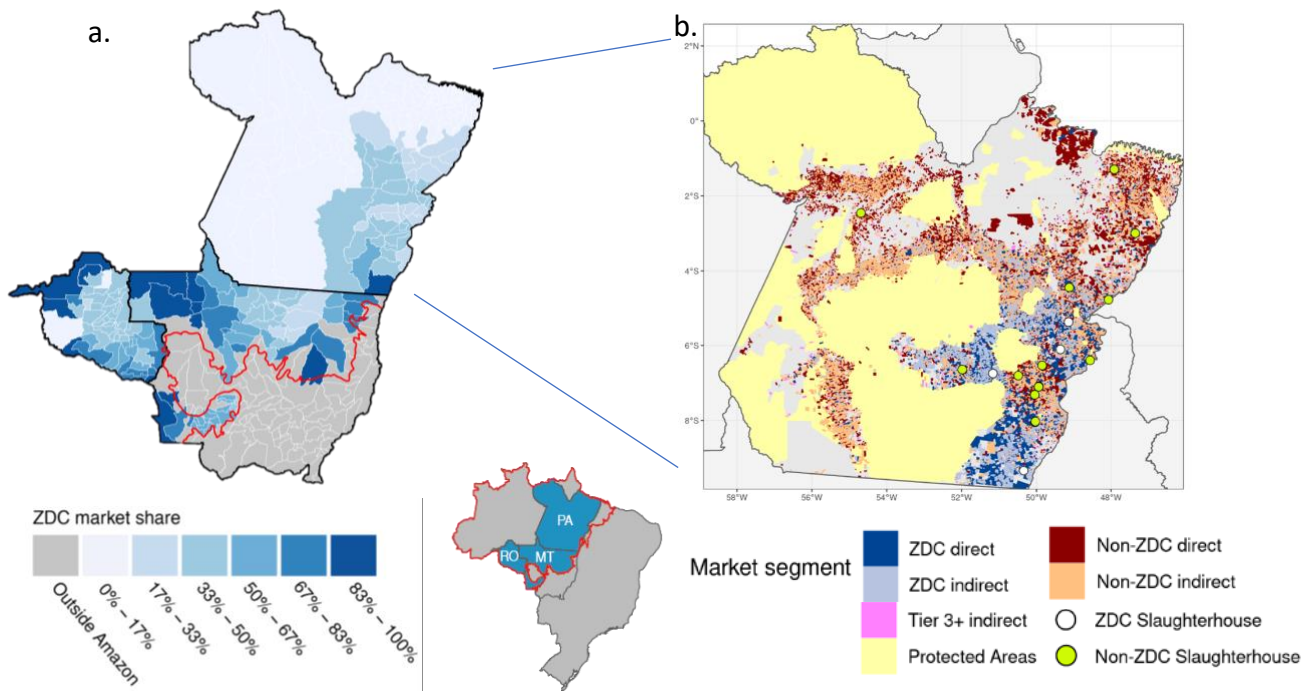 a.
b.
2°N
0°
2°S
4°S
6°S
8°S
58°W
56°W
54°W
52°W
50°W
48°W
ZDC market share
Outside Amazon
0% – 17%
17% – 33%
33% – 50%
50% – 67%
67% – 83%
83% – 100%
PA
RO
MT
Market segment
ZDC direct
ZDC indirect
Tier 3+ indirect
Protected Areas
Non-ZDC direct
Non-ZDC indirect
ZDC Slaughterhouse
Non-ZDC Slaughterhouse